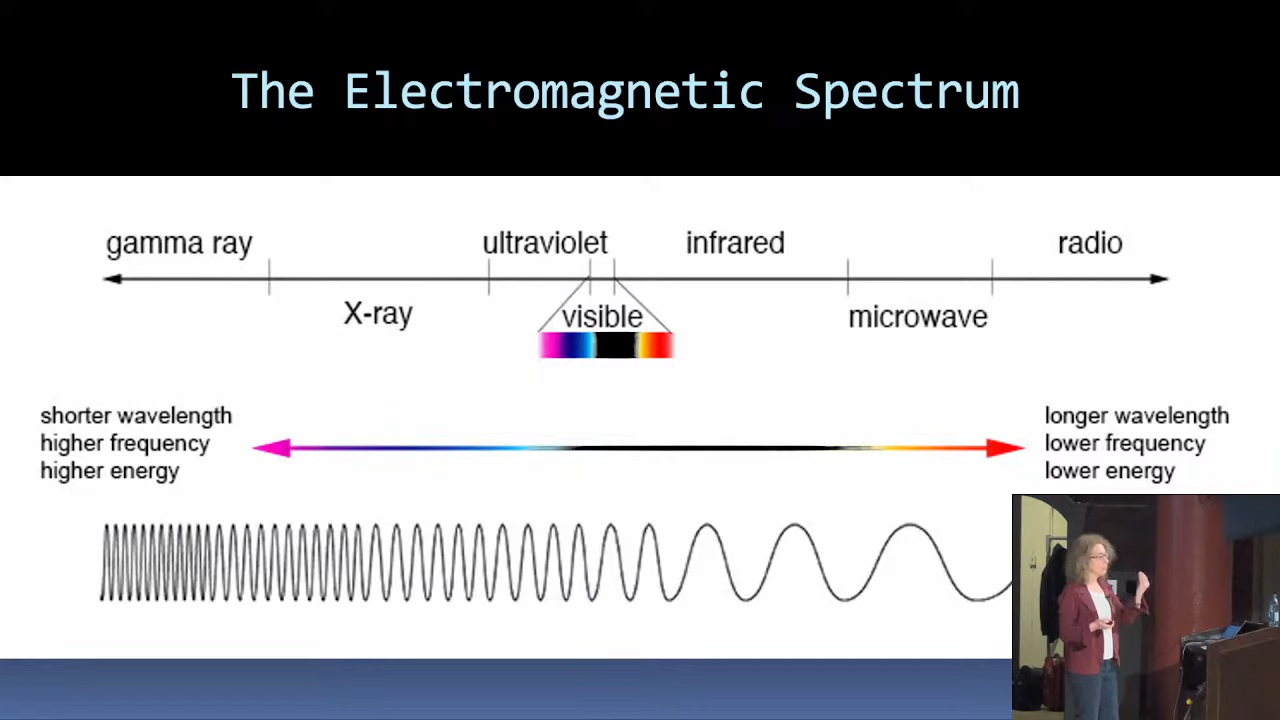 The Electromagnetic Spectrum
gamma ray
ultraviolet
infrared
radio
X-ray
visible
microwave
shorter wavelength
higher frequency
higher energy
longer wavelength
lower frequency
lower energy